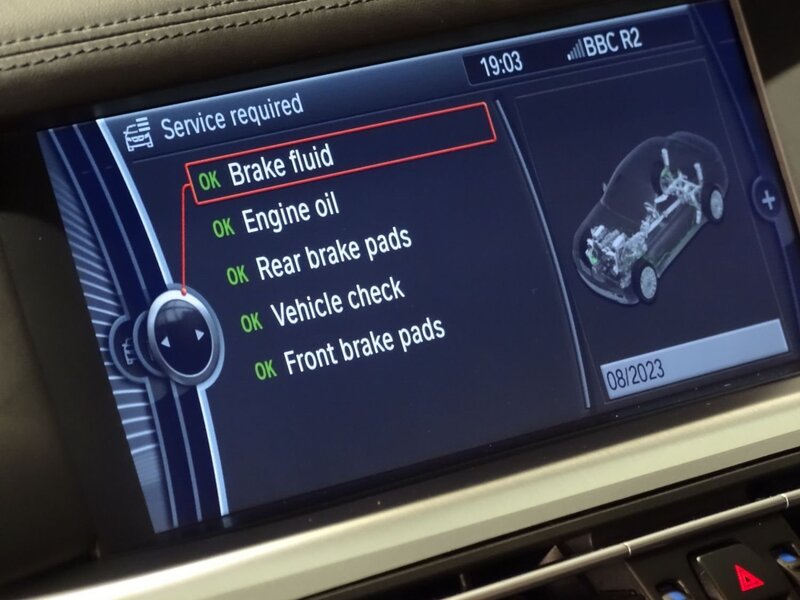 19:03
BBC R2
Service required
OK Brake fluid
OK Engine oil
OK Rear brake pads
OK Vehicle check
OK Front brake pads
08/2023